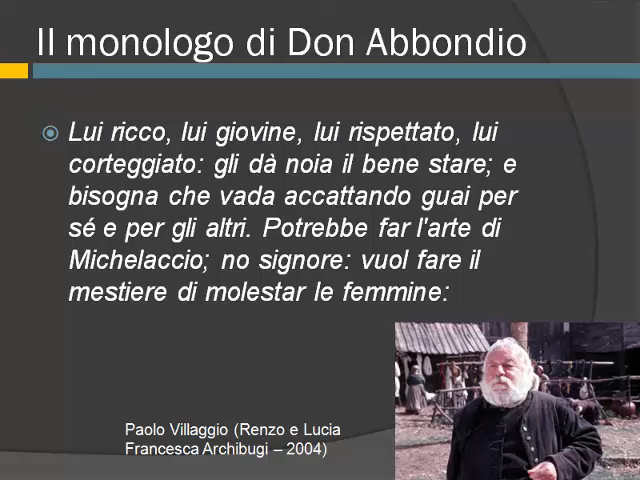 Il monologo di Don Abbondio
Lui ricco, lui giovine, lui rispettato, lui
corteggiato: gli dà noia il bene stare; e
bisogna che vada accattando guai per
sé e per gli altri. Potrebbe far l'arte di
Michelaccio; no signore: vuol fare il
mestiere di molestar le femmine:
Paolo Villaggio (Renzo e Lucia
Francesca Archibugi – 2004)